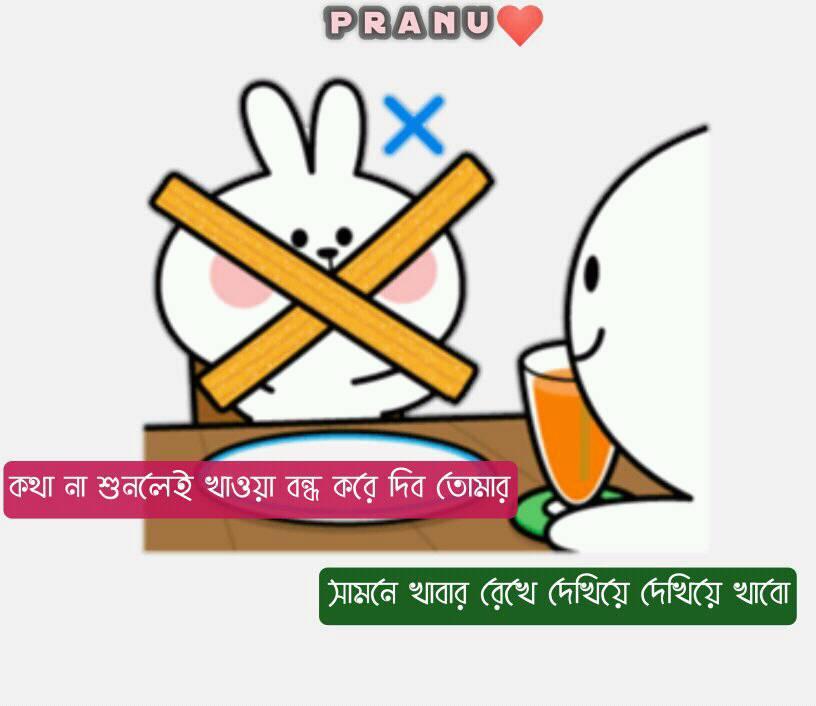 PRANU❤️
কথা না শুনলেই খাওয়া বন্ধ করে দিব তোমার
সামনে খাবার রেখে দেখিয়ে দেখিয়ে খাবো